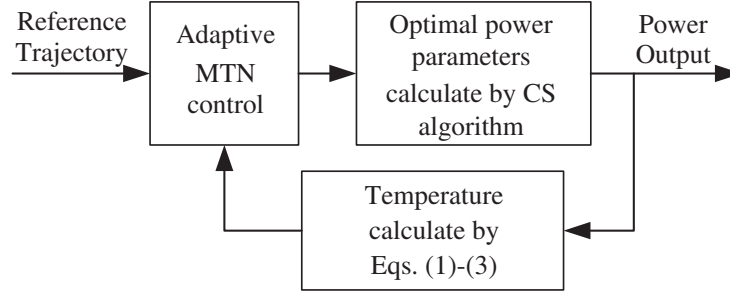 Reference
Trajectory
Adaptive
MTN
control
Optimal power
parameters
calculate by CS
algorithm
Power
Output
Temperature
calculate by
Eqs. (1)-(3)